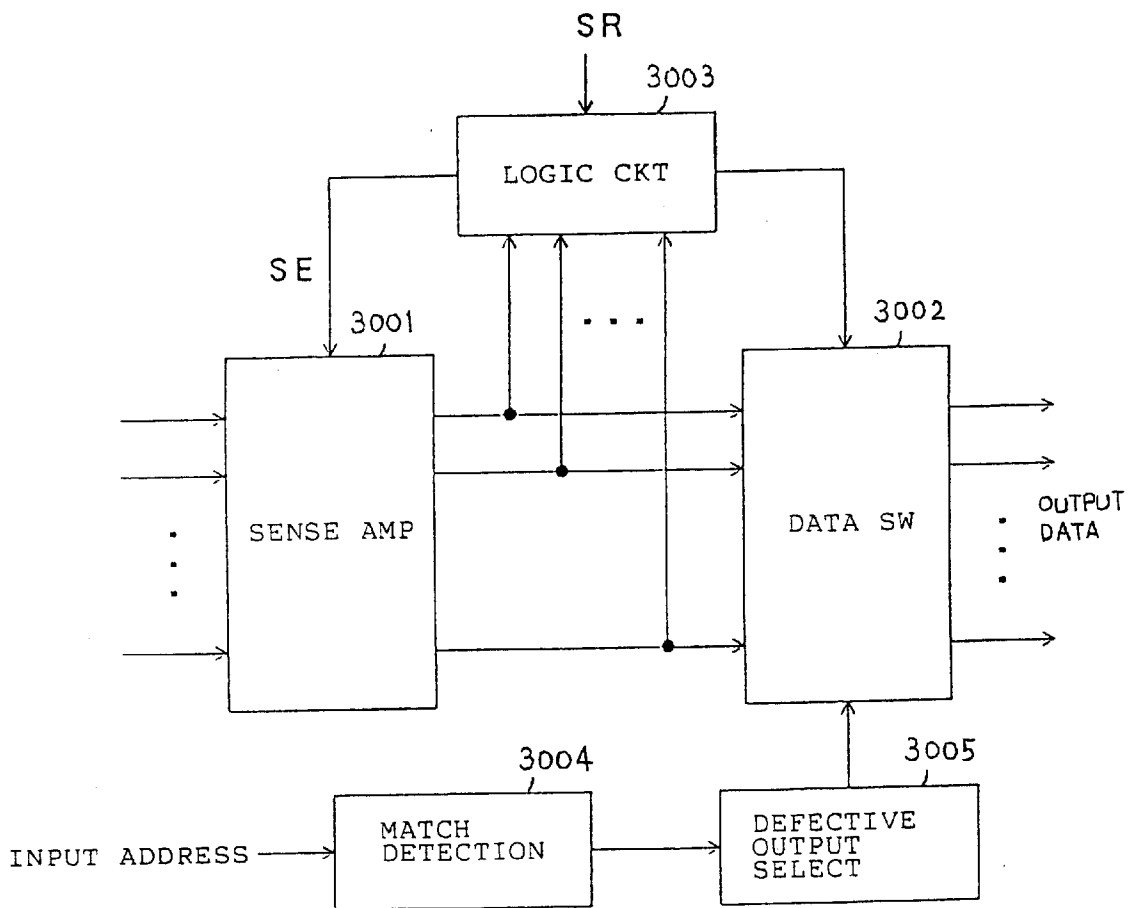 SR
3003
LOGIC CKT
SE
3001
3002
SENSE AMP
DATA SW
OUTPUT
DATA
3004
3005
INPUT ADDRESS
MATCH
DETECTION
DEFECTIVE
OUTPUT
SELECT